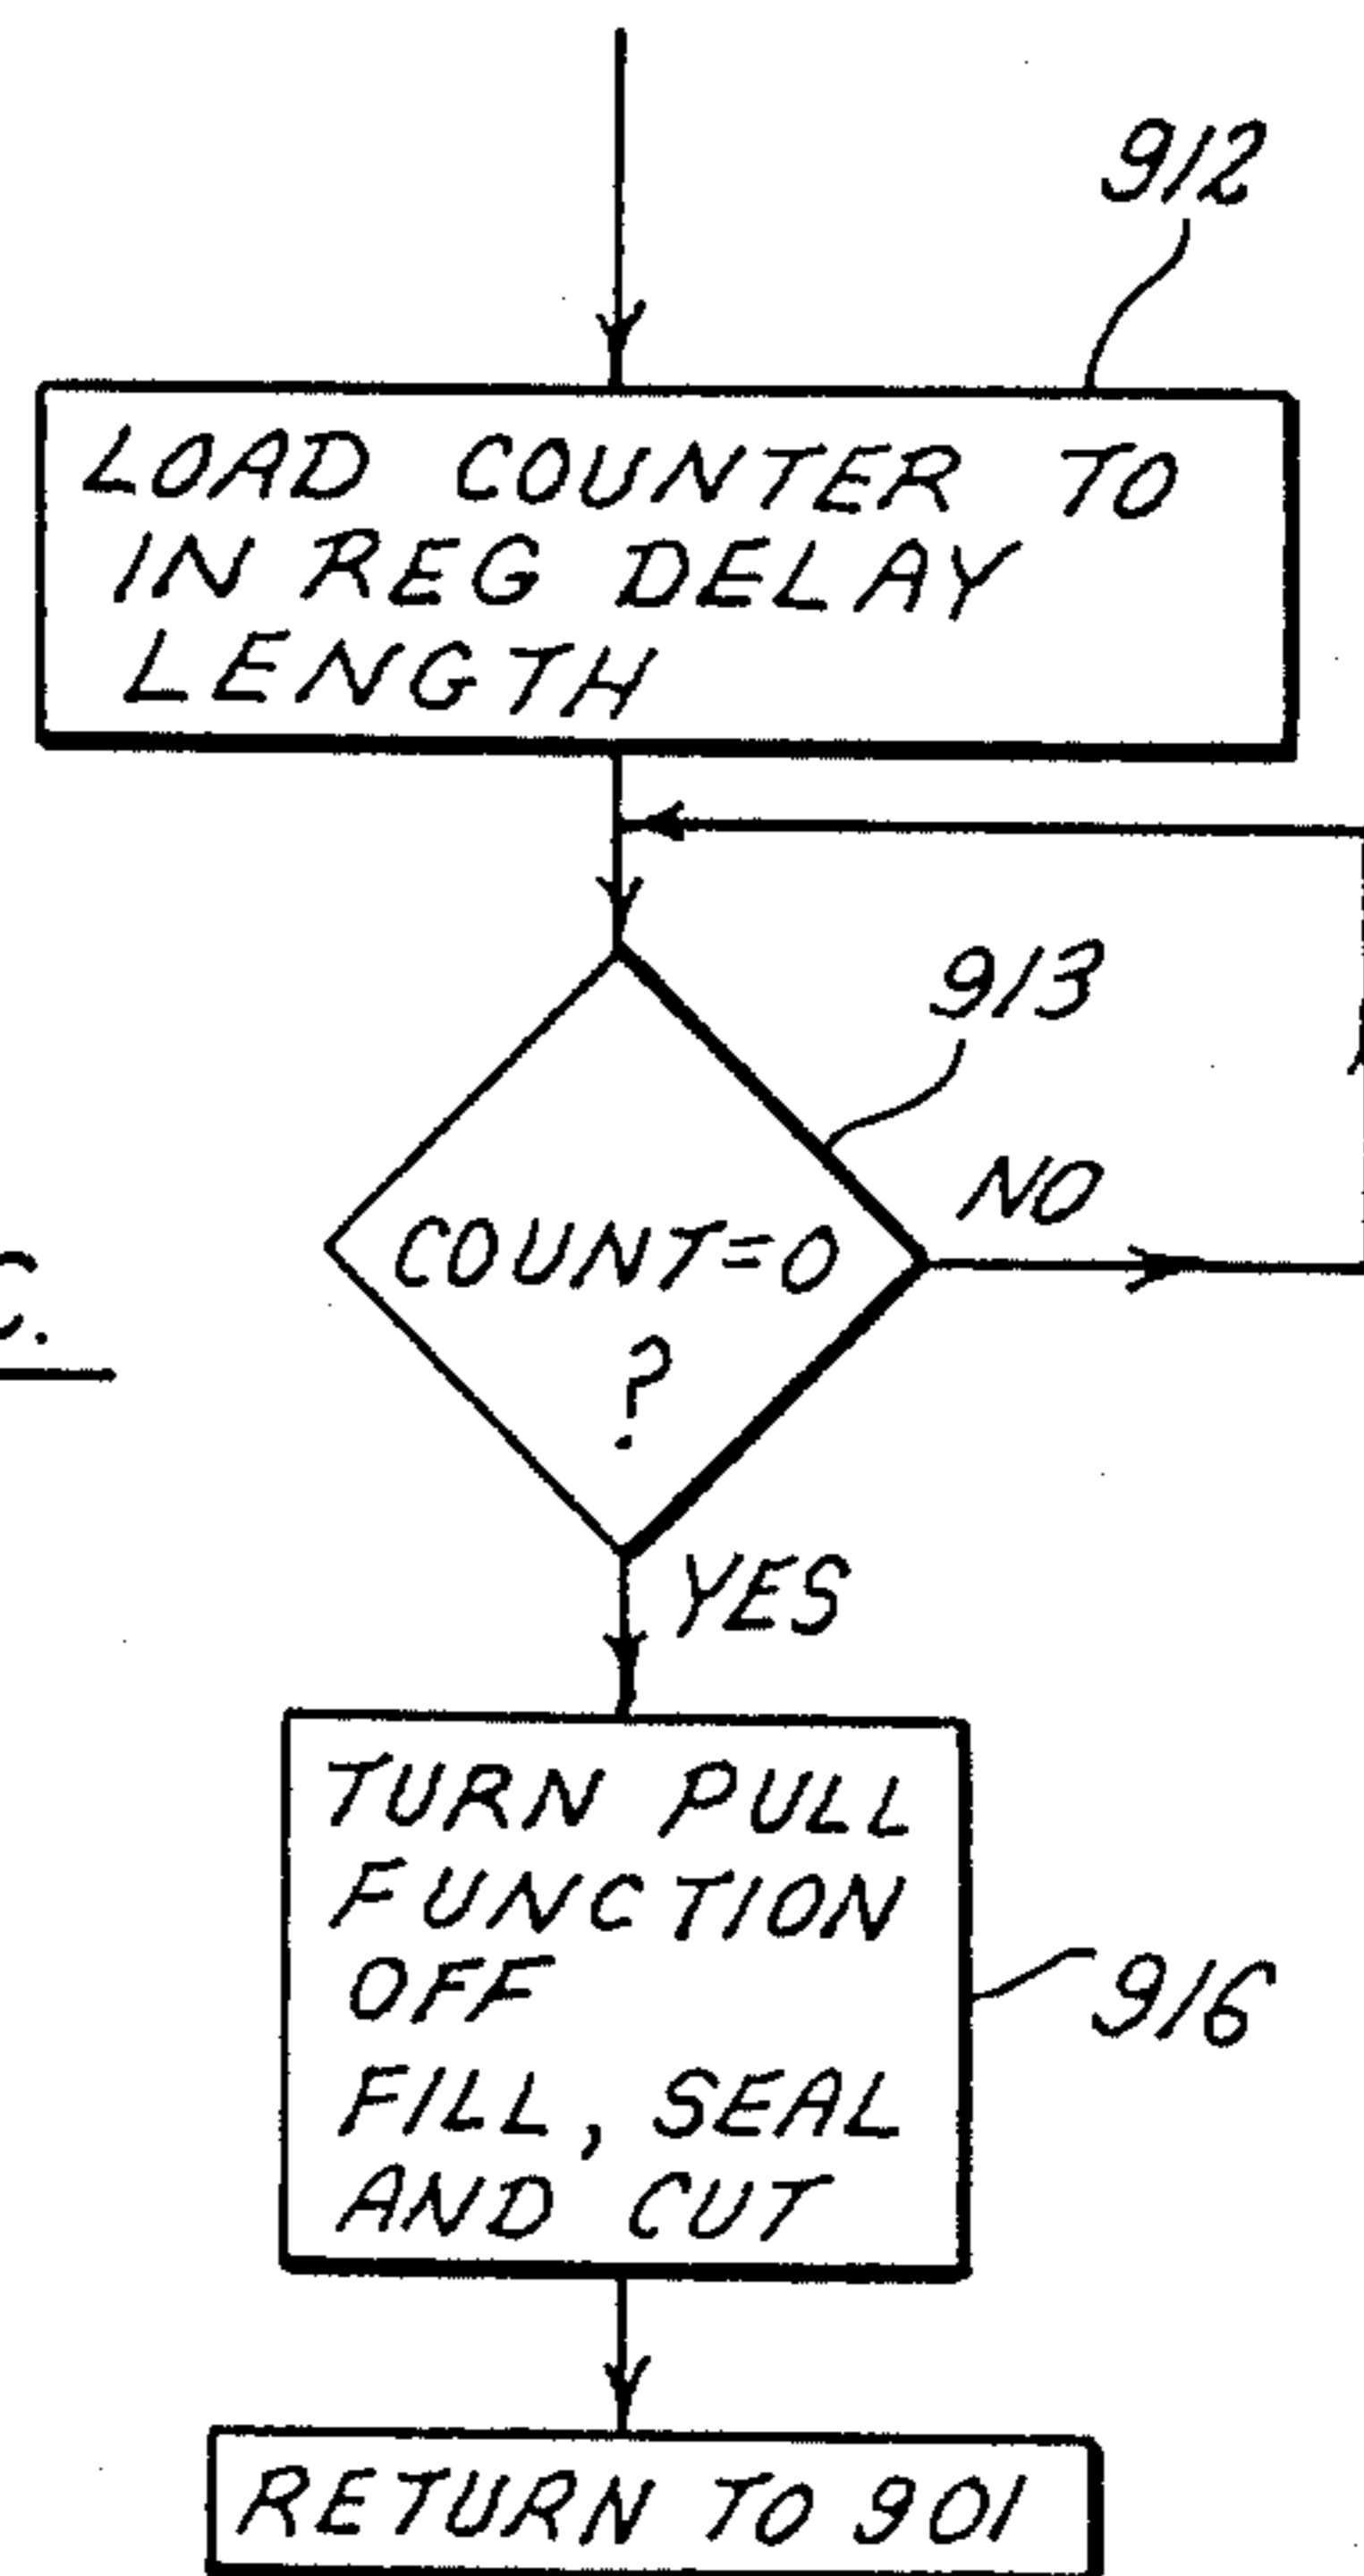 912
LOAD COUNTER TO
IN REG DELAY
LENGTH
913
NO
COUNT=0
?
C.
YES
TURN PULL
FUNCTION
OFF
FILL, SEAL
AND CUT
916
RETURN TO 901